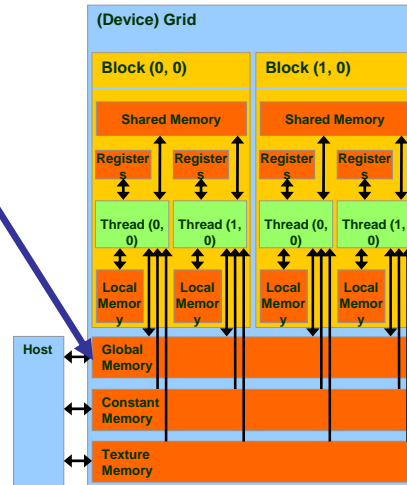 (Device) Grid
Block (0, 0)
Block (1, 0)
Shared Memory
Shared Memory
Register
s
Register
s
Register
s
Register
s
Thread (0,
0)
Thread (1,
0)
Thread (0,
0)
Thread (1,
0)
Local
Memor
y
Local
Memor
y
Local
Memor
y
Local
Memor
y
Host
Global
Memory
Constant
Memory
Texture
Memory